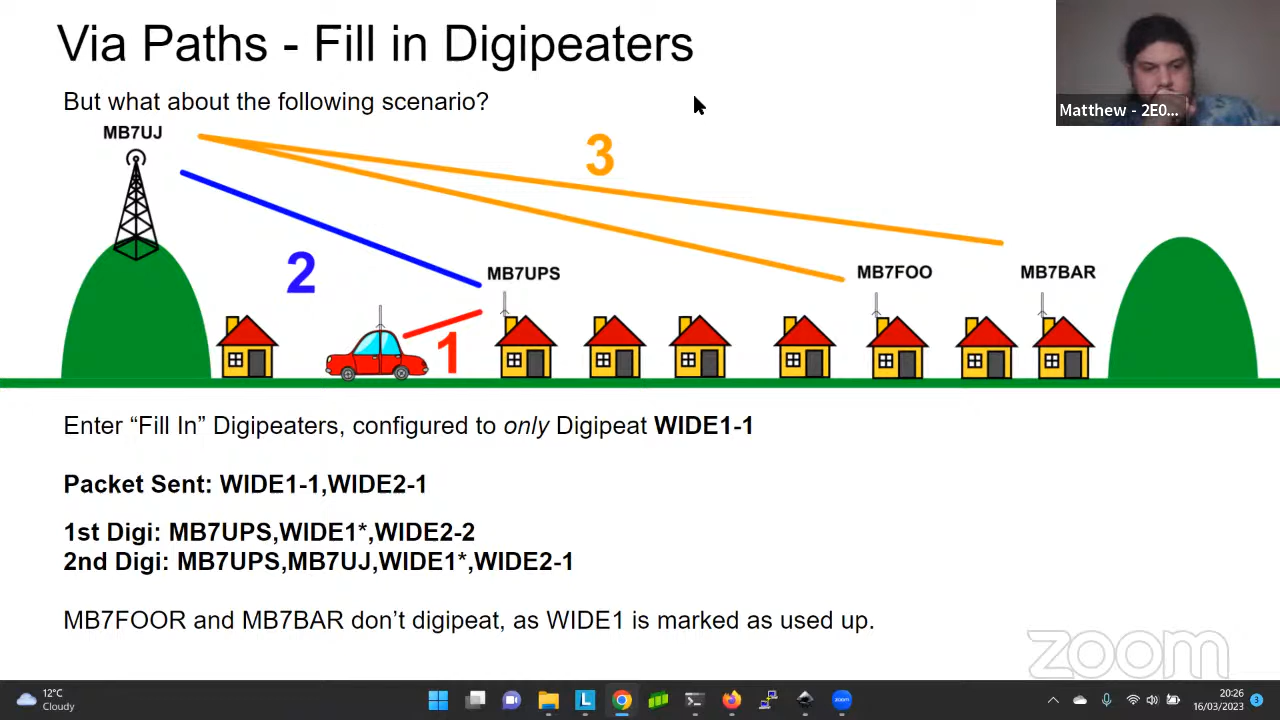 Via Paths - Fill in Digipeaters
But what about the following scenario?
Matthew - 2E0...
MB7UJ
3
2
MB7UPS
MB7FOO
MB7BAR
1
Enter “Fill In” Digipeaters, configured to only Digipeat WIDE1-1
Packet Sent: WIDE1-1,WIDE2-1
1st Digi: MB7UPS,WIDE1*,WIDE2-2
2nd Digi: MB7UPS,MB7UJ,WIDE1*,WIDE2-1
MB7FOOR and MB7BAR don’t digipeat, as WIDE1 is marked as used up.
zoom
12°C
Cloudy
L
zoom
20:26
16/03/2023
3